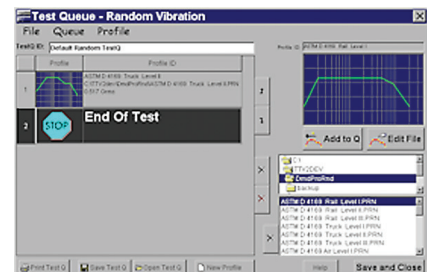 Test Queue - Random Vibration
File Queue Profile
TestQ ID: Default Random TestQ
Profile ID: ASTM D 4169 Rail Level I
Profile Profile ID
1
ASTM D 4169 Truck Level II
0.517 Grms
2 STOP End Of Test
Add to Q Edit File
C:\
TTV2DEV
DmdProRnd
backup
ASTM D 4169 Rail Level I.PRN
ASTM D 4169 Rail Level II.PRN
ASTM D 4169 Rail Level III.PRN
ASTM D 4169 Truck Level I.PRN
ASTM D 4169 Truck Level II.PRN
ASTM D 4169 Truck Level III.PRN
ASTM D 4169 Air Level I.PRN
Print Test Q Save Test Q Open Test Q New Profile Help Save and Close